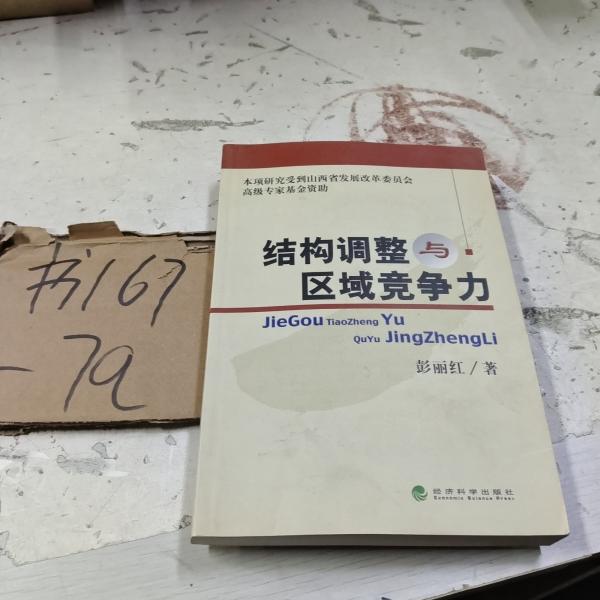 本项研究受到山西省发展改革委员会
高级专家基金资助
结构调整与
区域竞争力
JieGou TiaoZheng Yu
QuYu JingZhengLi
彭丽红/著
经济科学出版社
Economic Science Press
书167
-79